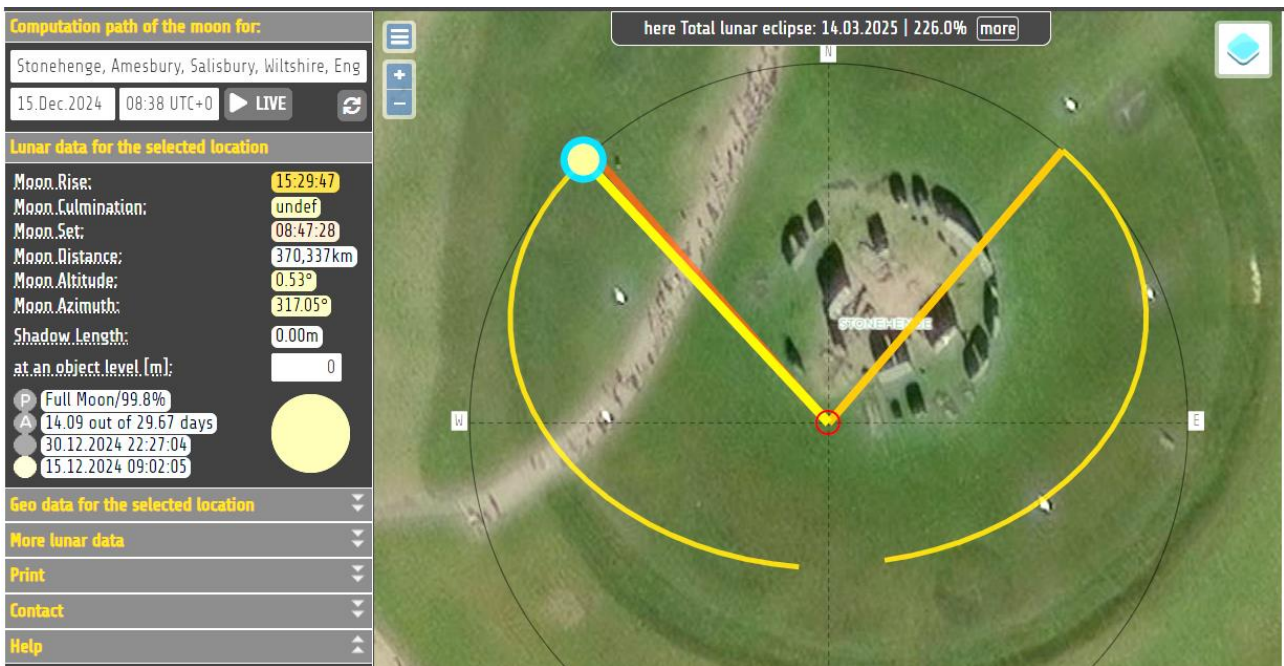 Computation path of the moon for:
Stonehenge, Amesbury, Salisbury, Wiltshire, Eng
15.Dec.2024 08:38 UTC+0 LIVE
Lunar data for the selected location
Moon Rise: 15:29:47
Moon Culmination: undef
Moon Set: 08:47:28
Moon Distance: 370,337km
Moon Altitude: 0.53°
Moon Azimuth: 317.05°
Shadow Length: 0.00m
at an object level [m]: 0
P Full Moon/99.8%
A 14.09 out of 29.67 days
30.12.2024 22:27:04
15.12.2024 09:02:05
Geo data for the selected location
More lunar data
Print
Contact
Help
here Total lunar eclipse: 14.03.2025 | 226.0% more
+
−
N
STONEHENGE
W
E